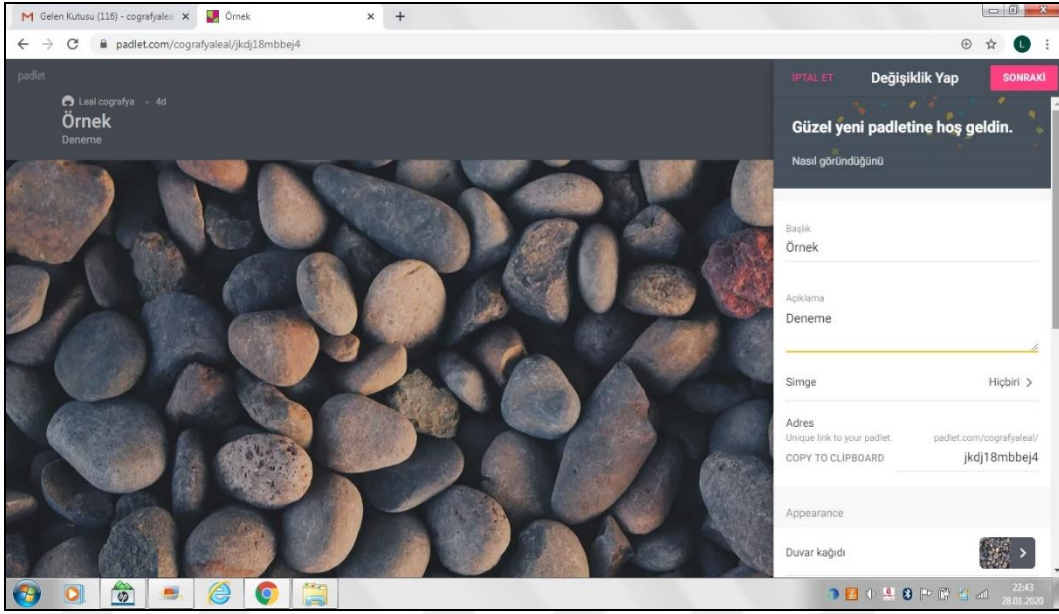 Gelen Kutusu (116) - cografyalea
Örnek
padlet.com/cografyaleal/jkdj18mbbej4
L
padlet
Leal cografya • 4d
Örnek
Deneme
İPTAL ET
Değişiklik Yap
SONRAKİ
Güzel yeni padletine hoş geldin.
Nasıl göründüğünü
Başlık
Örnek
Açıklama
Deneme
Simge
Hiçbiri >
Adres
Unique link to your padlet.
padlet.com/cografyaleal/
COPY TO CLİPBOARD
jkdj18mbbej4
Appearance
Duvar kağıdı
22:43
28.01.2020